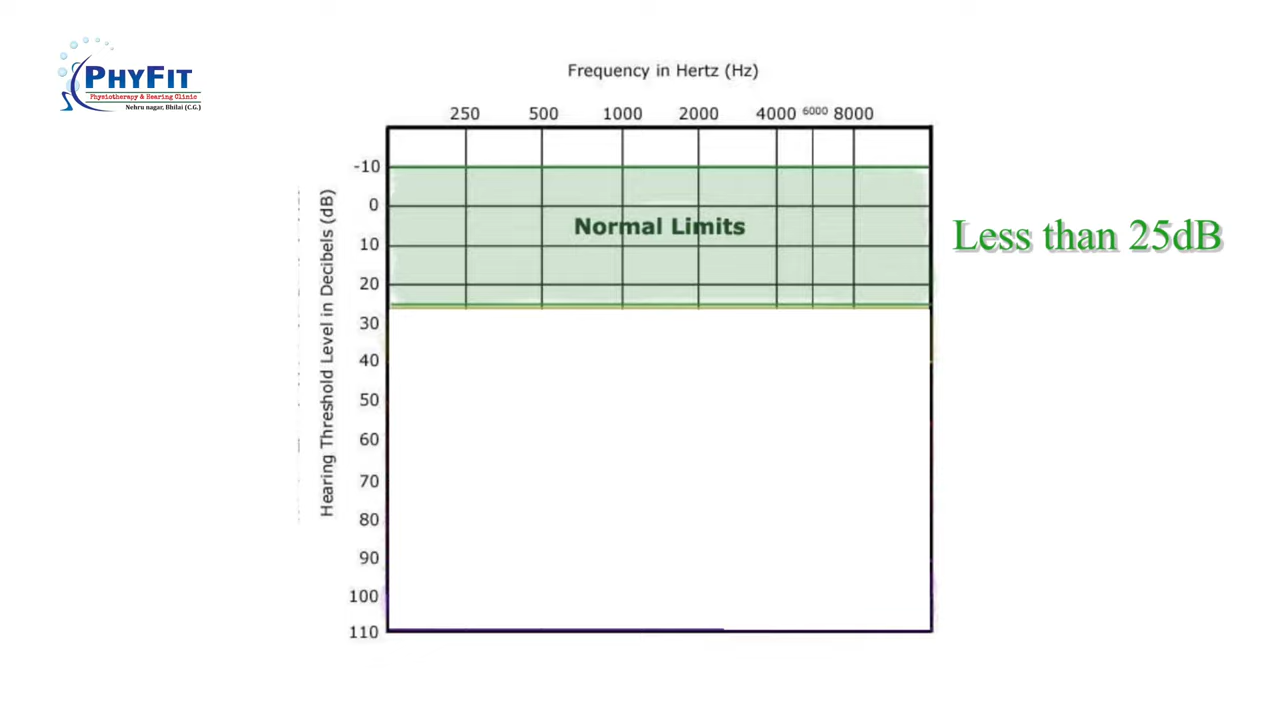 PHYFIT
Physiotherapy & Hearing Clinic
Nehru nagar, Bhilai (C.G.)
Frequency in Hertz (Hz)
250 500 1000 2000 4000 6000 8000
Hearing Threshold Level in Decibels (dB)
-10
0
10
20
30
40
50
60
70
80
90
100
110
Normal Limits
Less than 25dB